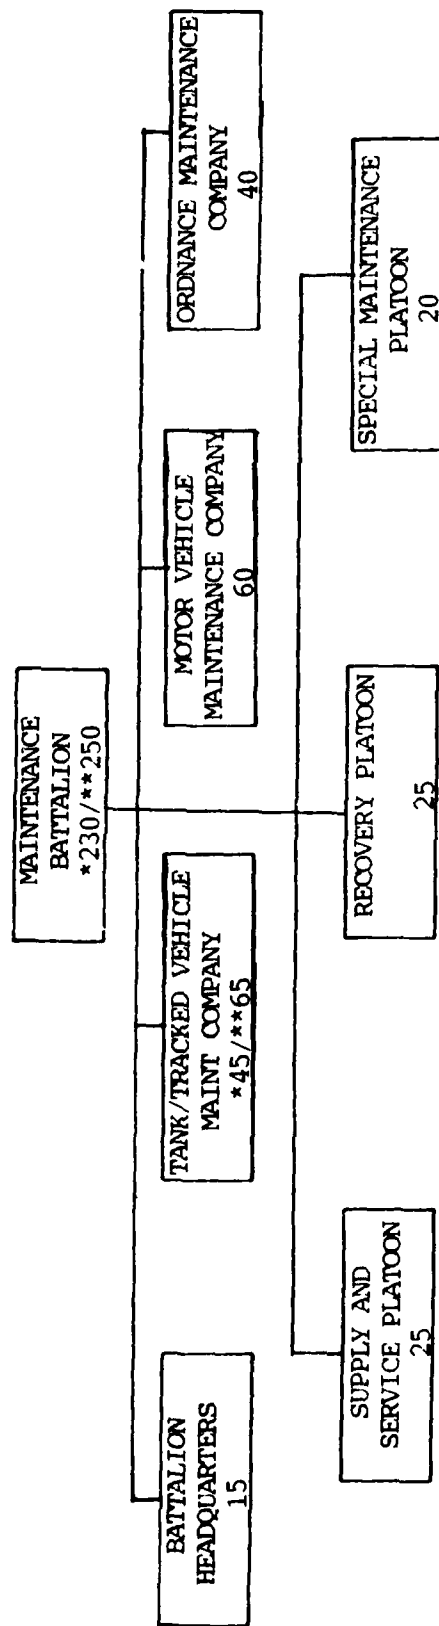 MAINTENANCE
BATTALION
*230/**250
BATTALION
HEADQUARTERS
15
TANK/TRACKED VEHICLE
MAINT COMPANY
*45/**65
MOTOR VEHICLE
MAINTENANCE COMPANY
60
ORDNANCE MAINTENANCE
COMPANY
40
SUPPLY AND
SERVICE PLATOON
25
RECOVERY PLATOON
25
SPECIAL MAINTENANCE
PLATOON
20